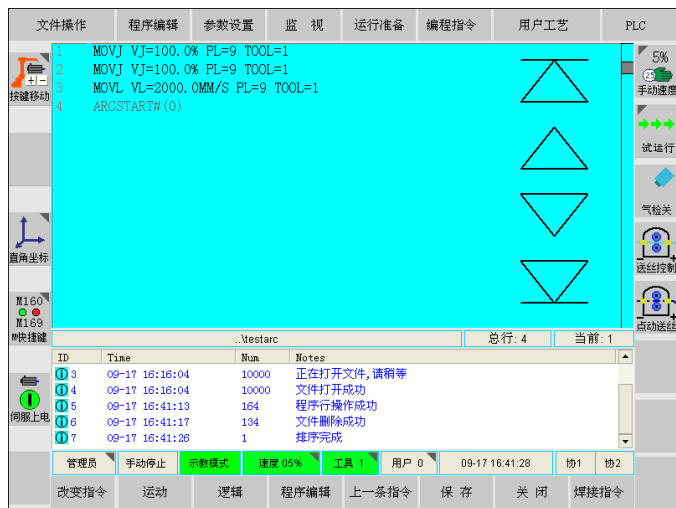 文件操作 程序编辑 参数设置 监 视 运行准备 编程指令 用户工艺 PLC
1 MOVJ VJ=100.0% PL=9 TOOL=1
2 MOVJ VJ=100.0% PL=9 TOOL=1
3 MOVL VL=2000.0MM/S PL=9 TOOL=1
4 ARCSTART#(0)
按键移动
直角坐标
M160
M169
M快捷键
伺服上电
5%
25
手动速度
试运行
气检关
送丝控制
点动送丝
..\testarc 总行: 4 当前: 1
ID Time Num Notes
3 09-17 16:16:04 10000 正在打开文件,请稍等
4 09-17 16:16:04 10000 文件打开成功
5 09-17 16:41:13 164 程序行操作成功
6 09-17 16:41:17 134 文件删除成功
7 09-17 16:41:26 1 排序完成
管理员 手动停止 示教模式 速度 05% 工具 1 用户 0 09-17 16:41:28 协1 协2
改变指令 运动 逻辑 程序编辑 上一条指令 保 存 关 闭 焊接指令